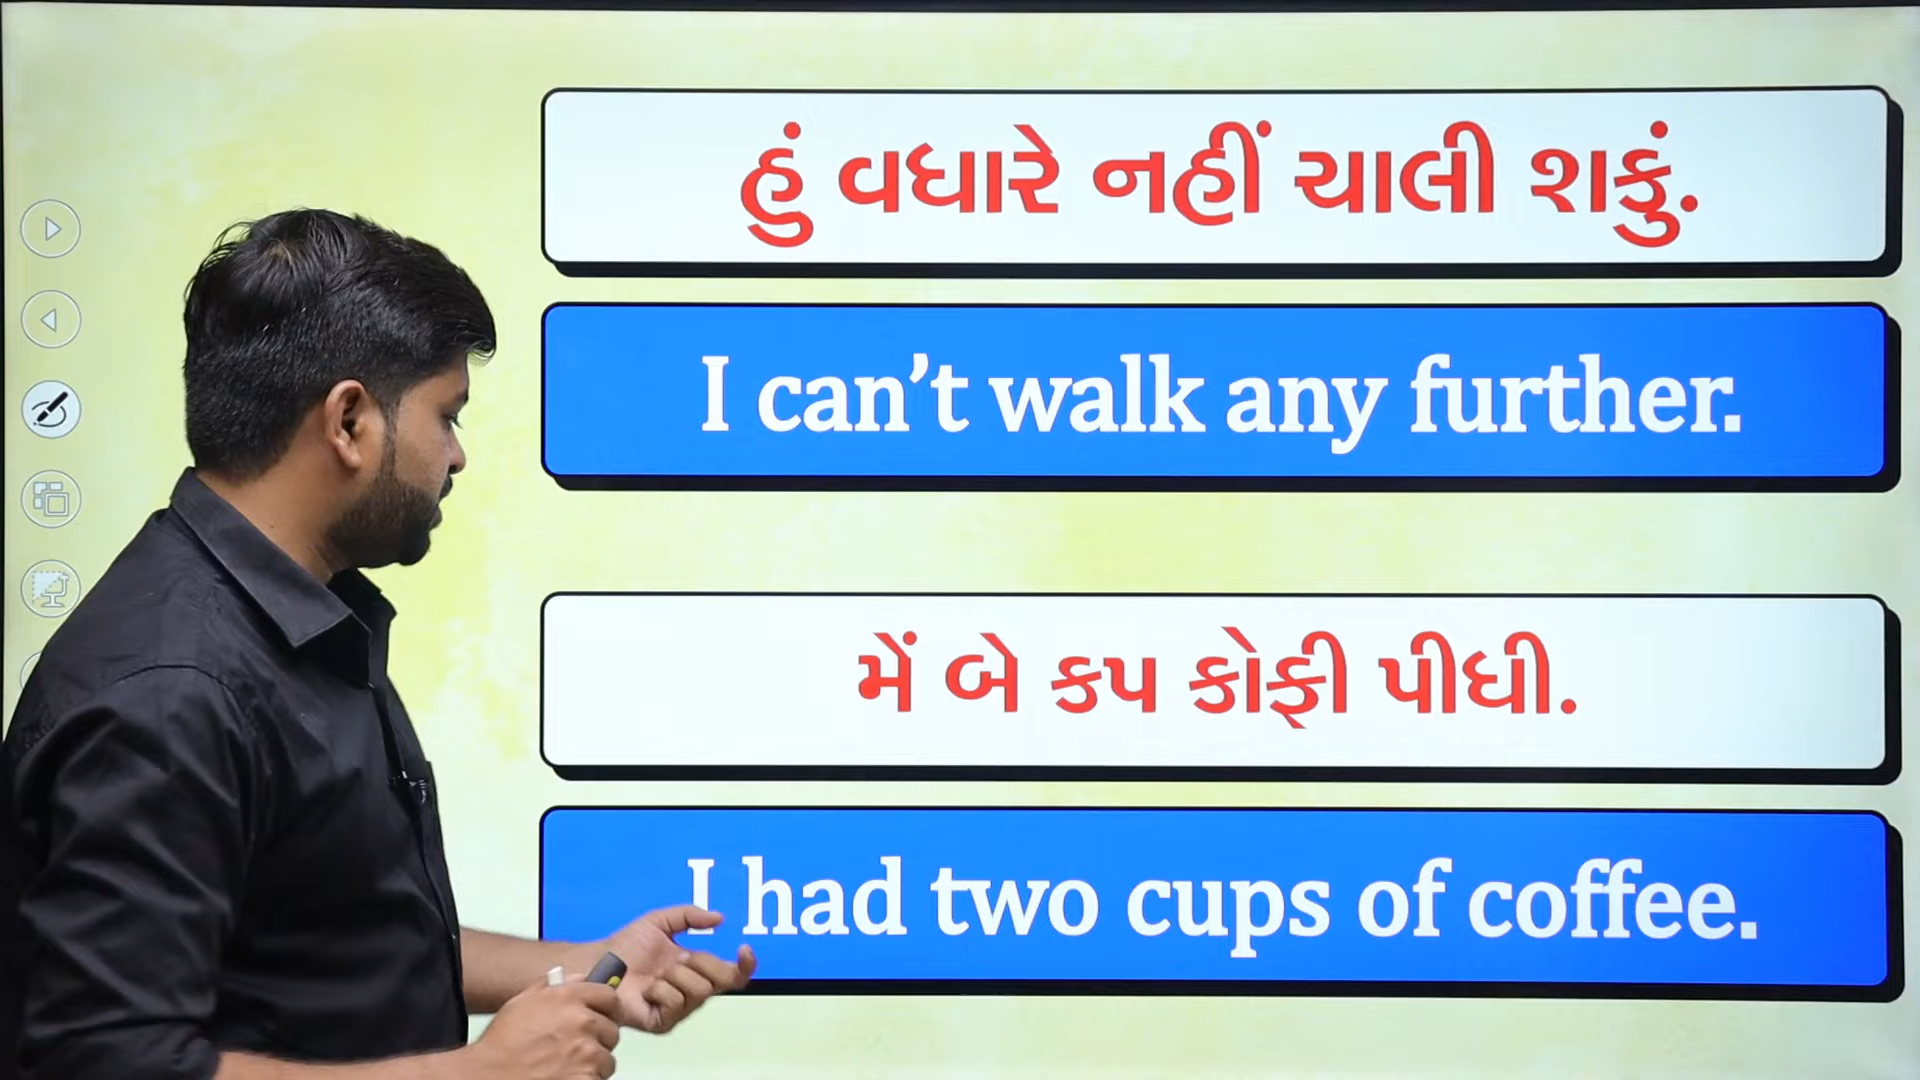 હું વધારે નહીં ચાલી શકું.
I can’t walk any further.
મેં બે કપ કોફી પીધી.
I had two cups of coffee.